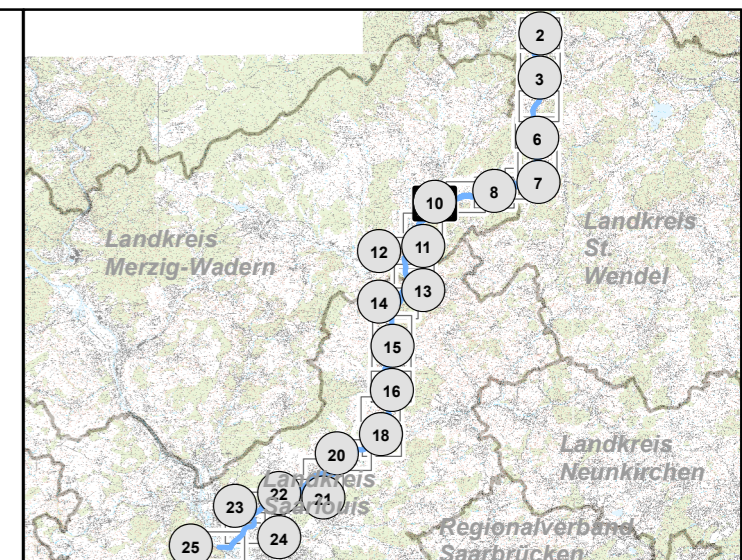 2
3
6
7
8
10
Landkreis
St.
Wendel
Landkreis
Merzig-Wadern
12
11
13
14
15
16
18
Landkreis
Neunkirchen
20
Landkreis
Saarlouis
22
21
23
24
25
Regionalverband
Saarbrücken